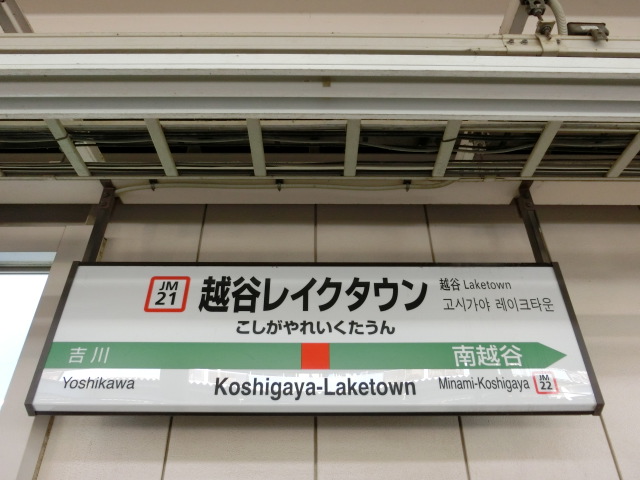 JM
21
越谷レイクタウン
越谷 Laketown
고시가야 레이크타운
こしがやれいくたうん
吉川
南越谷
Yoshikawa
Koshigaya-Laketown
Minami-Koshigaya
JM
22